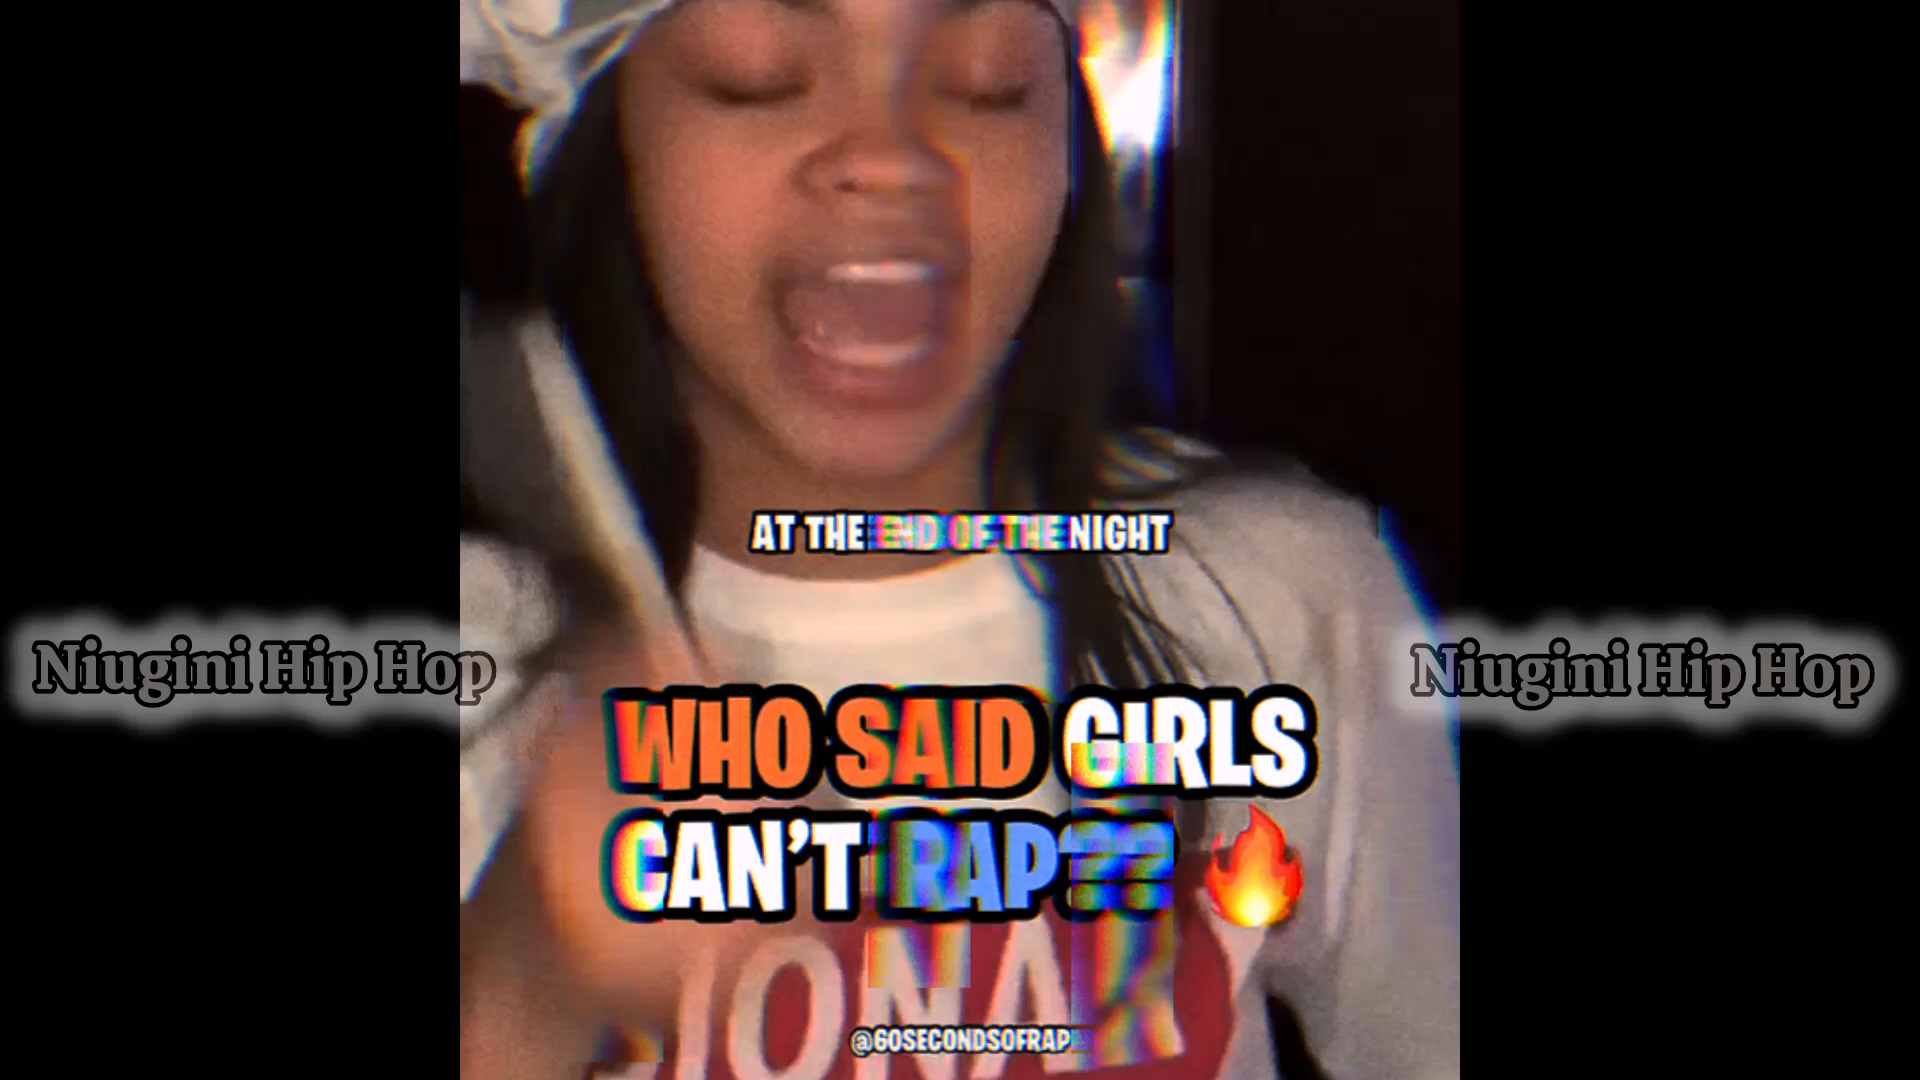 AT THE END OF THE NIGHT
Niugini Hip Hop
Niugini Hip Hop
WHO SAID GIRLS
CAN'T RAP?? 🔥
@60SECONDSOFRAP